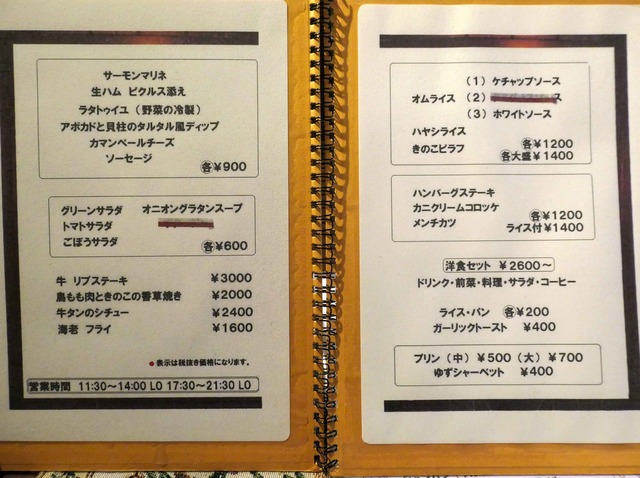 サーモンマリネ
生ハム ピクルス添え
ラタトゥイユ（野菜の冷製）
アボカドと貝柱のタルタル風ディップ
カマンベールチーズ
ソーセージ
各￥900
グリーンサラダ オニオングラタンスープ
トマトサラダ
ごぼうサラダ
各￥600
牛 リブステーキ ￥3000
鳥もも肉ときのこの香草焼き ￥2000
牛タンのシチュー ￥2400
海老 フライ ￥1600
●表示は税抜き価格になります。
営業時間 11:30～14:00 LO 17:30～21:30 LO
オムライス
（1）ケチャップソース
（2） ス
（3）ホワイトソース
ハヤシライス
きのこピラフ
各￥1200
各大盛￥1400
ハンバーグステーキ
カニクリームコロッケ
メンチカツ
各￥1200
ライス付￥1400
洋食セット ￥2600～
ドリンク・前菜・料理・サラダ・コーヒー
ライス・パン 各￥200
ガーリックトースト ￥400
プリン（中）￥500（大）￥700
ゆずシャーベット ￥400